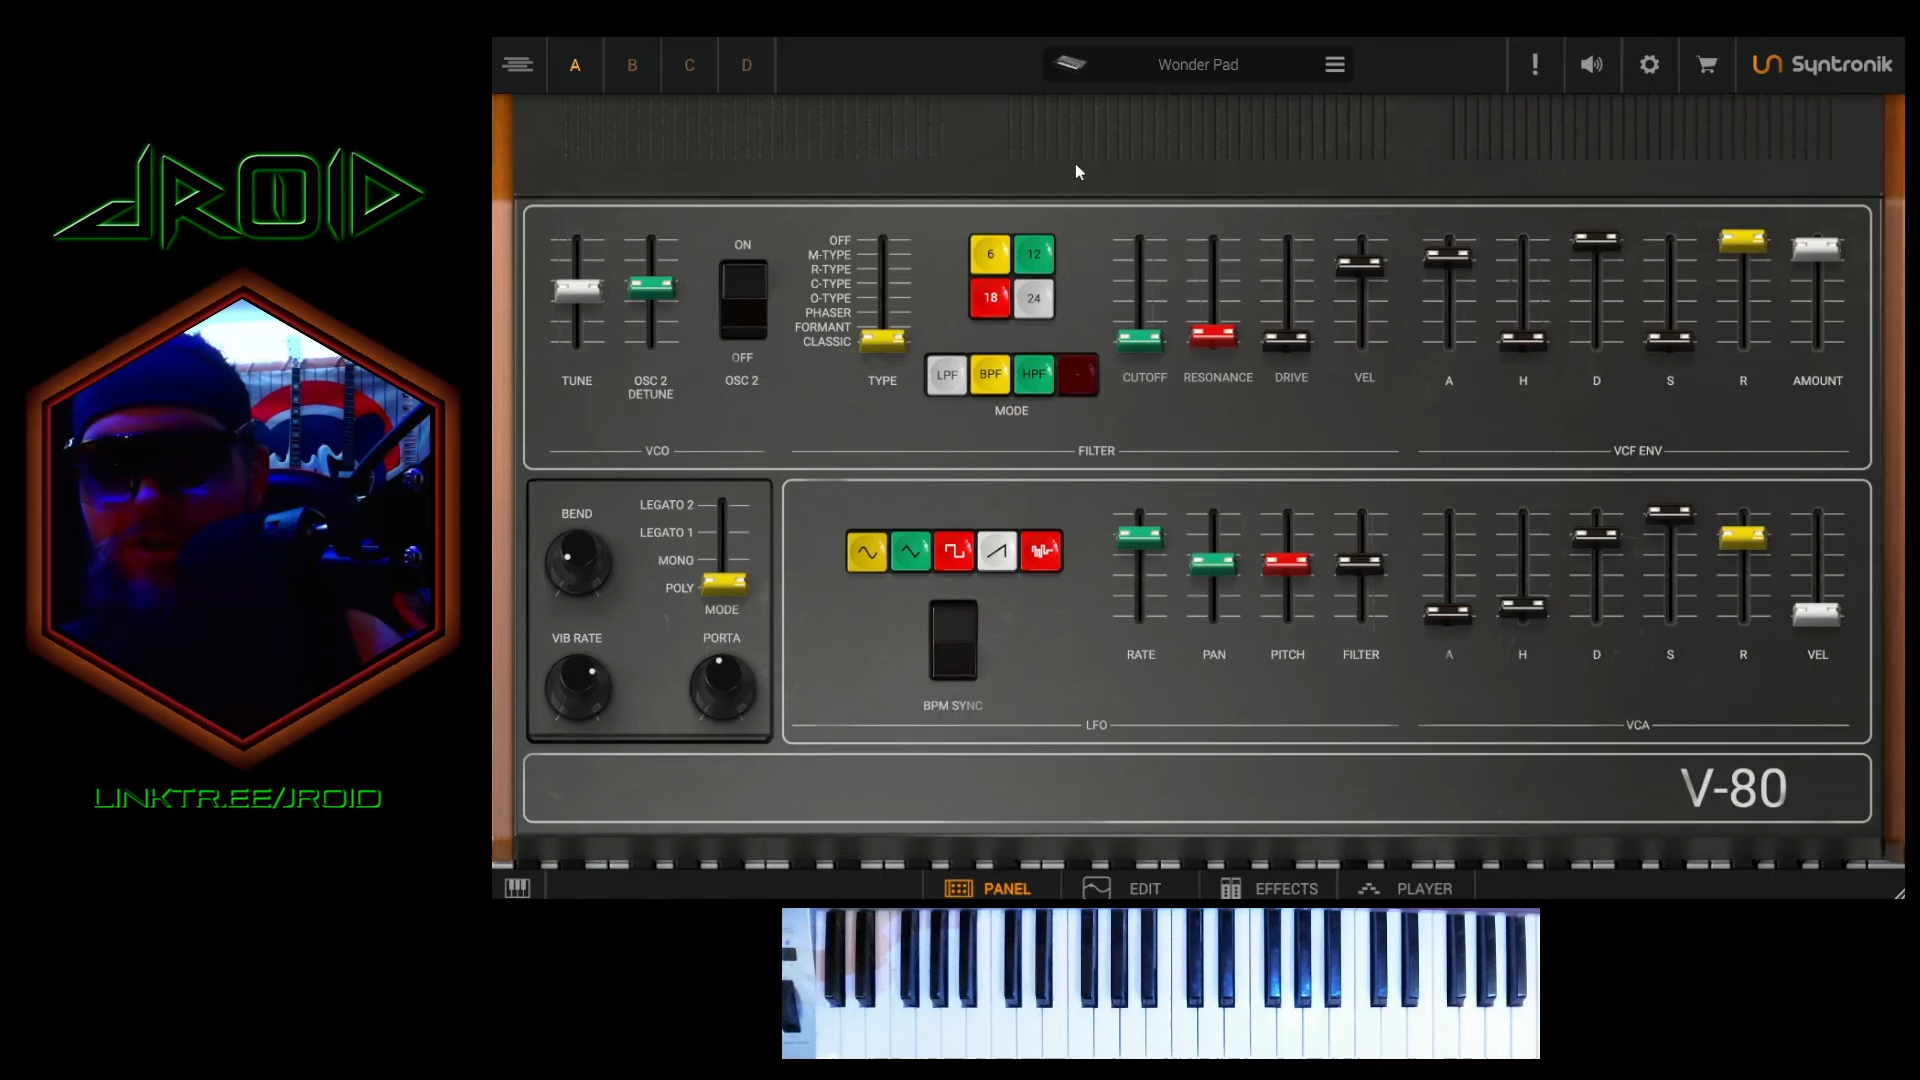 A B C D Wonder Pad ! Syntronik
JROID
ON
OFF
M-TYPE
R-TYPE
C-TYPE
O-TYPE
PHASER
FORMANT
CLASSIC
6 12
18 24
OFF
LPF BPF HPF -
TUNE OSC 2 DETUNE OSC 2 TYPE MODE CUTOFF RESONANCE DRIVE VEL A H D S R AMOUNT
VCO FILTER VCF ENV
BEND
LEGATO 2
LEGATO 1
MONO
POLY
MODE
VIB RATE PORTA
BPM SYNC
RATE PAN PITCH FILTER A H D S R VEL
LFO VCA
V-80
LINKTR.EE/JROID
PANEL EDIT EFFECTS PLAYER